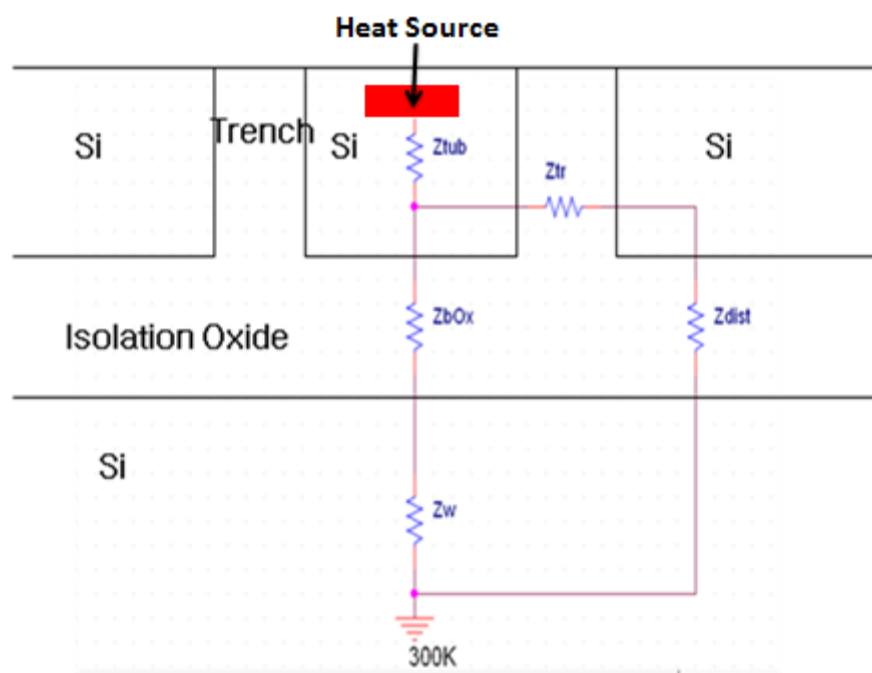 Heat Source
Trench
Si
Si
Si
Ztub
Ztr
ZbOx
Zdist
Isolation Oxide
Si
Zw
300K